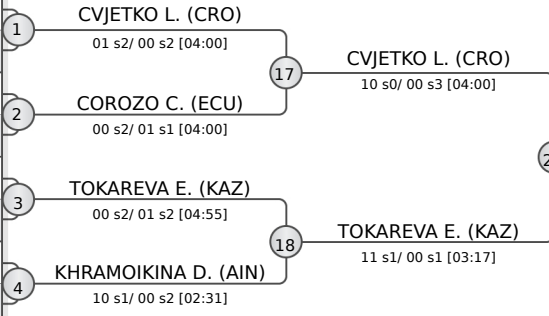 CVJETKO L. (CRO)
1
01 s2/ 00 s2 [04:00]
17
CVJETKO L. (CRO)
10 s0/ 00 s3 [04:00]
COROZO C. (ECU)
2
00 s2/ 01 s1 [04:00]
TOKAREVA E. (KAZ)
3
00 s2/ 01 s2 [04:55]
18
TOKAREVA E. (KAZ)
11 s1/ 00 s1 [03:17]
KHRAMOIKINA D. (AIN)
4
10 s1/ 00 s2 [02:31]